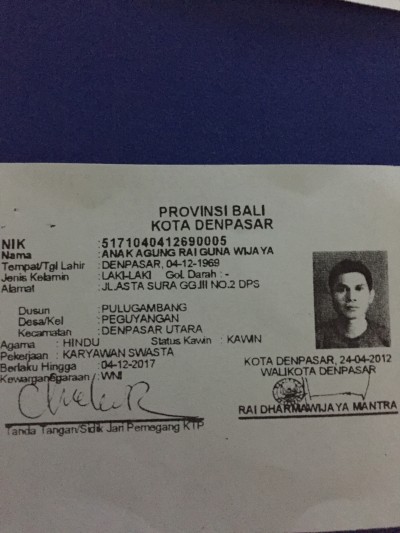 PROVINSI BALI
KOTA DENPASAR
NIK : 5171040412690005
Nama : ANAK AGUNG RAI GUNA WIJAYA
Tempat/Tgl Lahir : DENPASAR, 04-12-1969
Jenis Kelamin : LAKI-LAKI Gol. Darah : -
Alamat : JL.ASTA SURA GG.III NO.2 DPS
Dusun : PULUGAMBANG
Desa/Kel : PEGUYANGAN
Kecamatan : DENPASAR UTARA
Agama : HINDU Status Kawin : KAWIN
Pekerjaan : KARYAWAN SWASTA
Berlaku Hingga : 04-12-2017
Kewarganegaraan : WNI
Tanda Tangan/Sidik Jari Pemegang KTP
KOTA DENPASAR, 24-04-2012
WALIKOTA DENPASAR
RAI DHARMAWIJAYA MANTRA